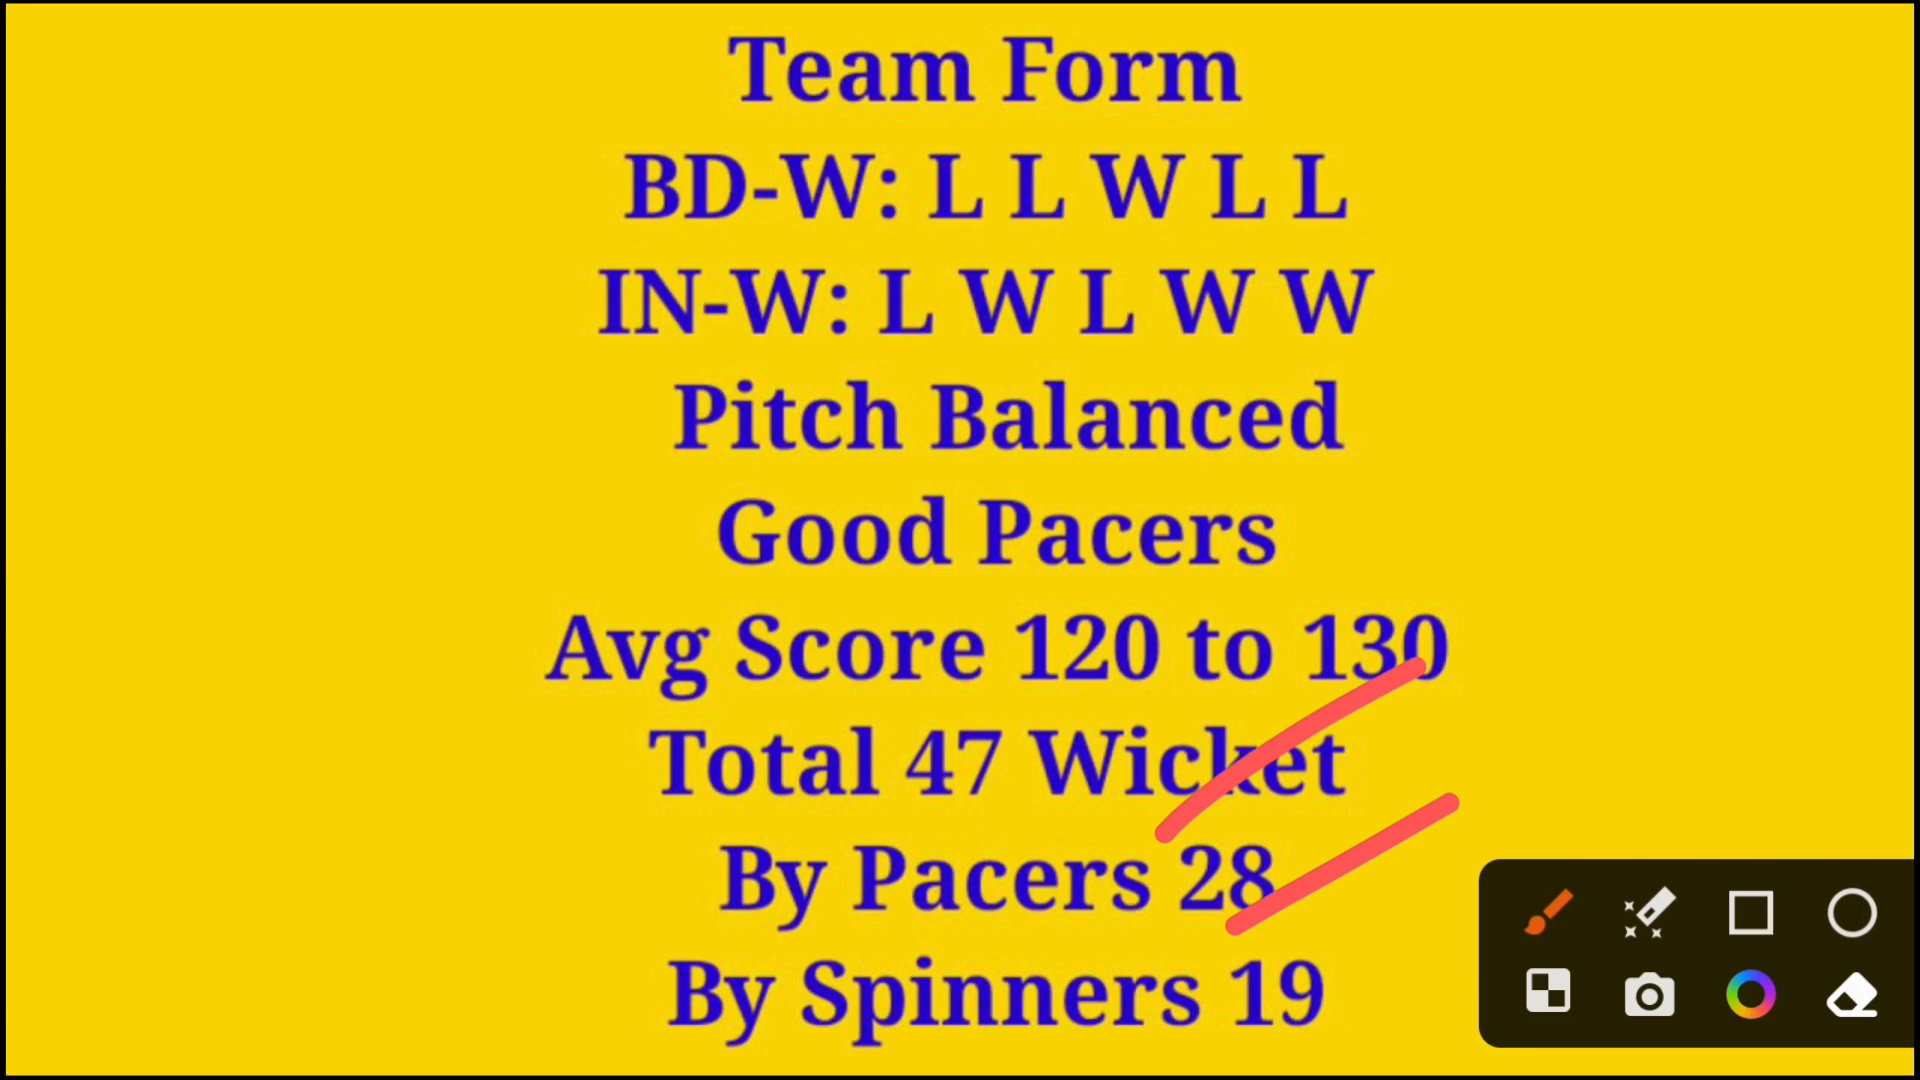 Team Form
BD-W: L L W L L
IN-W: L W L W W
Pitch Balanced
Good Pacers
Avg Score 120 to 130
Total 47 Wicket
By Pacers 28
By Spinners 19